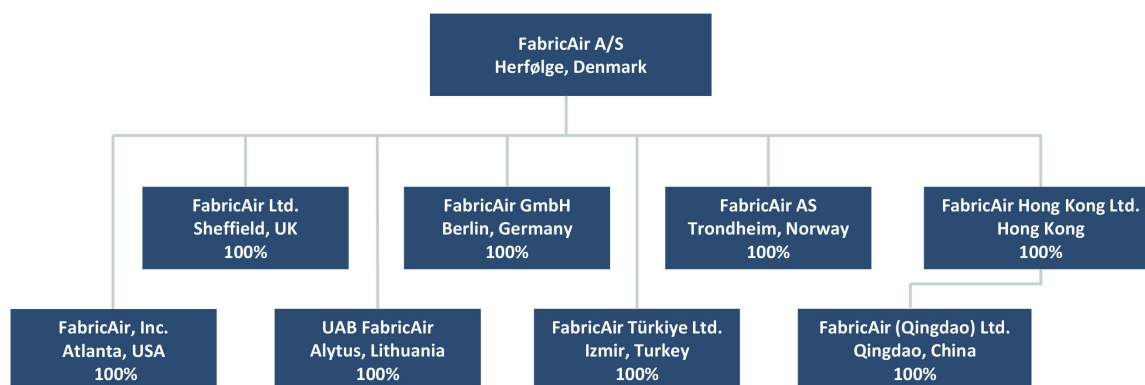 FabricAir A/S
Herfølge, Denmark
FabricAir Ltd.
Sheffield, UK
100%
FabricAir GmbH
Berlin, Germany
100%
FabricAir AS
Trondheim, Norway
100%
FabricAir Hong Kong Ltd.
Hong Kong
100%
FabricAir, Inc.
Atlanta, USA
100%
UAB FabricAir
Alytus, Lithuania
100%
FabricAir Türkiye Ltd.
Izmir, Turkey
100%
FabricAir (Qingdao) Ltd.
Qingdao, China
100%